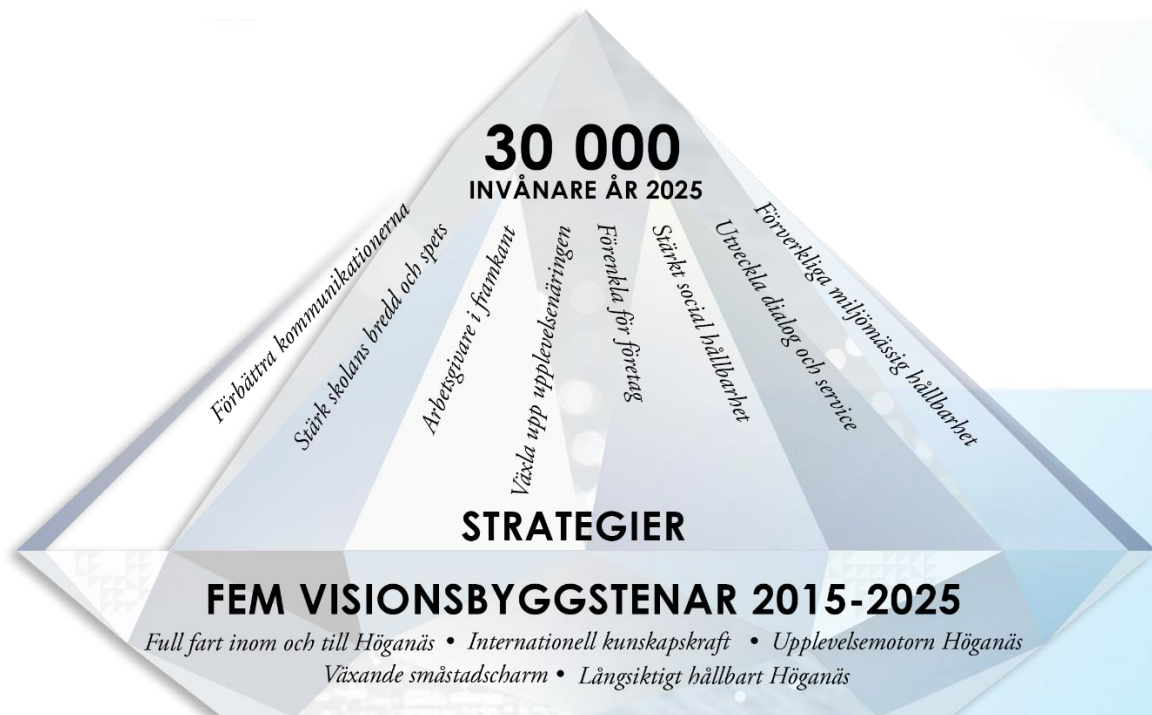 30 000
INVÅNARE ÅR 2025
Förbättra kommunikationerna
Stärk skolans bredd och spets
Arbetsgivare i framkant
Växla upp upplevelsenäringen
Förenkla för företag
Stärkt social hållbarhet
Utveckla dialog och service
Förverkliga miljömässig hållbarhet
STRATEGIER
FEM VISIONSBYGGSTENAR 2015-2025
Full fart inom och till Höganäs • Internationell kunskapskraft • Upplevelsemotorn Höganäs
Växande småstadscharm • Långsiktigt hållbart Höganäs